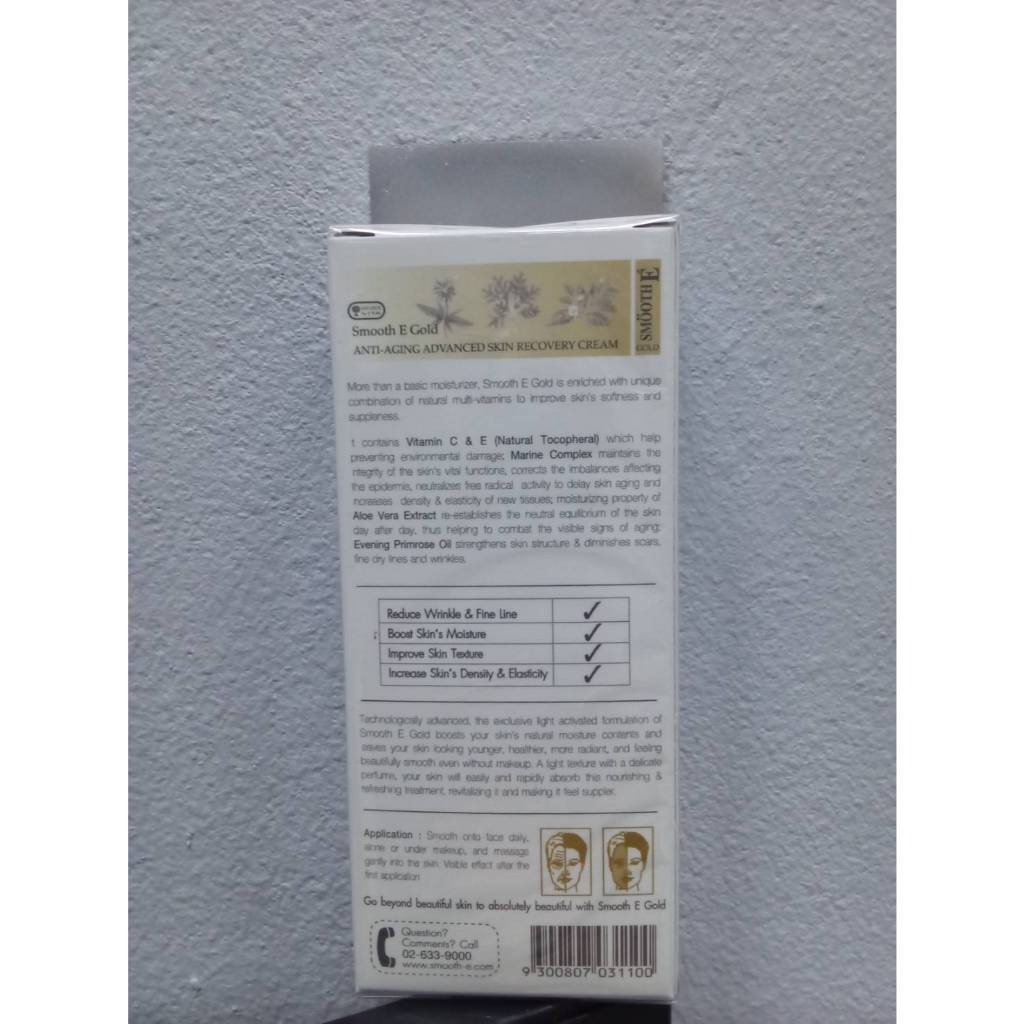 Smooth E Gold
ANTI-AGING ADVANCED SKIN RECOVERY CREAM
SMOOTH E
GOLD
More than a basic moisturizer, Smooth E Gold is enriched with unique
combination of natural multi-vitamins to improve skin's softness and
suppleness.
t contains Vitamin C & E (Natural Tocopheral) which help
preventing environmental damage; Marine Complex maintains the
ntegrity of the skin's vital functions, corrects the imbalances affecting
the epidermis, neutralizes free radical activity to delay skin aging and
ncreases density & elasticity of new tissues; moisturizing property of
Aloe Vera Extract re-establishes the neutral equilibrium of the skin
day after day, thus helping to combat the visible signs of aging;
Evening Primrose Oil strengthens skin structure & diminishes scars,
fine dry lines and wrinkles.
Reduce Wrinkle & Fine Line ✓
Boost Skin's Moisture ✓
Improve Skin Texture ✓
Increase Skin's Density & Elasticity ✓
Technologically advanced, the exclusive light activated formulation of
Smooth E Gold boosts your skin's natural moisture contents and
eaves your skin looking younger, healthier, more radiant, and feeling
beautifully smooth even without makeup. A light texture with a delicate
perfume, your skin will easily and rapidly absorb this nourishing &
refreshing treatment, revitalizing it and making it feel suppler.
Application : Smooth onto face daily,
alone or under makeup, and massage
gently into the skin. Visible effect after the
first application
Go beyond beautiful skin to absolutely beautiful with Smooth E Gold
Question?
Comments? Call
02-633-9000
www.smooth-e.com
9 300807 031100